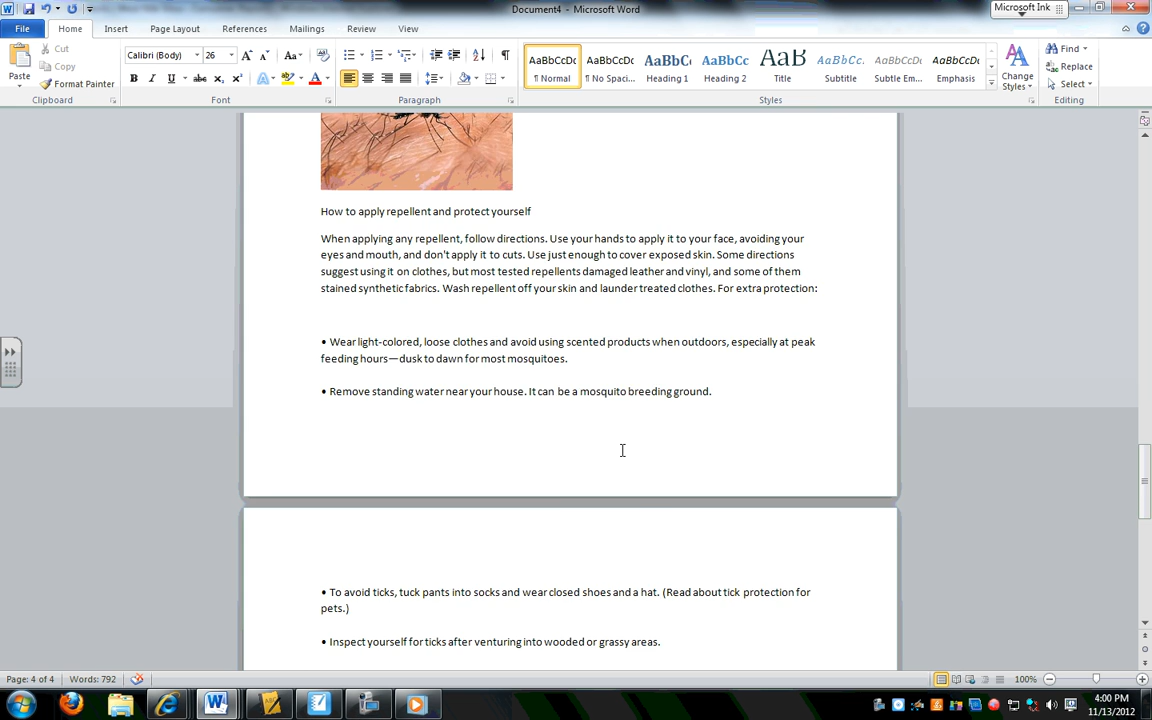 Document4 - Microsoft Word
Microsoft Ink
File Home Insert Page Layout References Mailings Review View
Paste
Cut
Copy
Format Painter
Clipboard
Calibri (Body) 26
Font
Paragraph
AaBbCcDc AaBbCcDc AaBbC AaBbCc AaB AaBbCc. AaBbCcDc AaBbCcDc
¶ Normal ¶ No Spaci... Heading 1 Heading 2 Title Subtitle Subtle Em... Emphasis
Styles
Change
Styles
Find
Replace
Select
Editing
How to apply repellent and protect yourself
When applying any repellent, follow directions. Use your hands to apply it to your face, avoiding your
eyes and mouth, and don't apply it to cuts. Use just enough to cover exposed skin. Some directions
suggest using it on clothes, but most tested repellents damaged leather and vinyl, and some of them
stained synthetic fabrics. Wash repellent off your skin and launder treated clothes. For extra protection:
• Wear light-colored, loose clothes and avoid using scented products when outdoors, especially at peak
feeding hours—dusk to dawn for most mosquitoes.
• Remove standing water near your house. It can be a mosquito breeding ground.
• To avoid ticks, tuck pants into socks and wear closed shoes and a hat. (Read about tick protection for
pets.)
• Inspect yourself for ticks after venturing into wooded or grassy areas.
Page: 4 of 4 Words: 792
100%
4:00 PM
11/13/2012